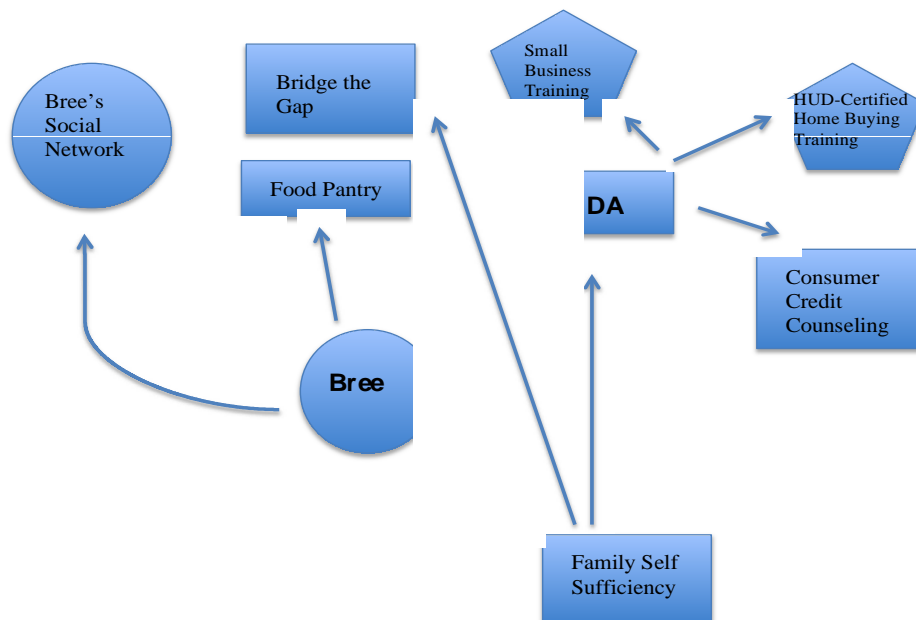 Bree’s
Social
Network
Bridge the
Gap
Small
Business
Training
HUD-Certified
Home Buying
Training
Food Pantry
DA
Consumer
Credit
Counseling
Bree
Family Self
Sufficiency